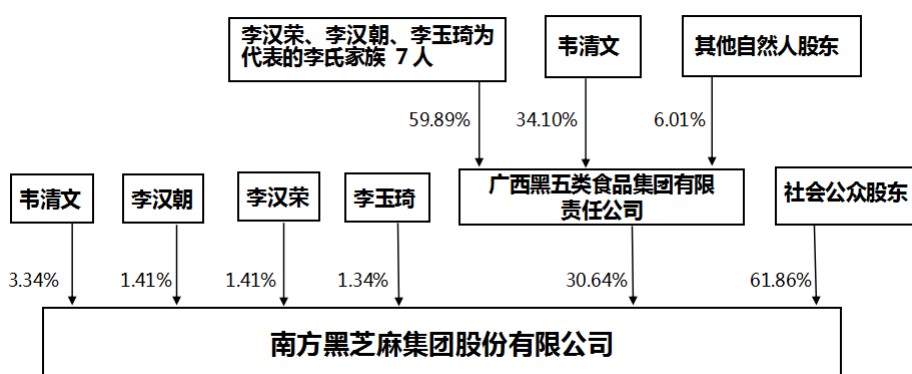 李汉荣、李汉朝、李玉琦为
代表的李氏家族 7人
韦清文
其他自然人股东
59.89%
34.10%
6.01%
韦清文
李汉朝
李汉荣
李玉琦
广西黑五类食品集团有限
责任公司
社会公众股东
3.34%
1.41%
1.41%
1.34%
30.64%
61.86%
南方黑芝麻集团股份有限公司